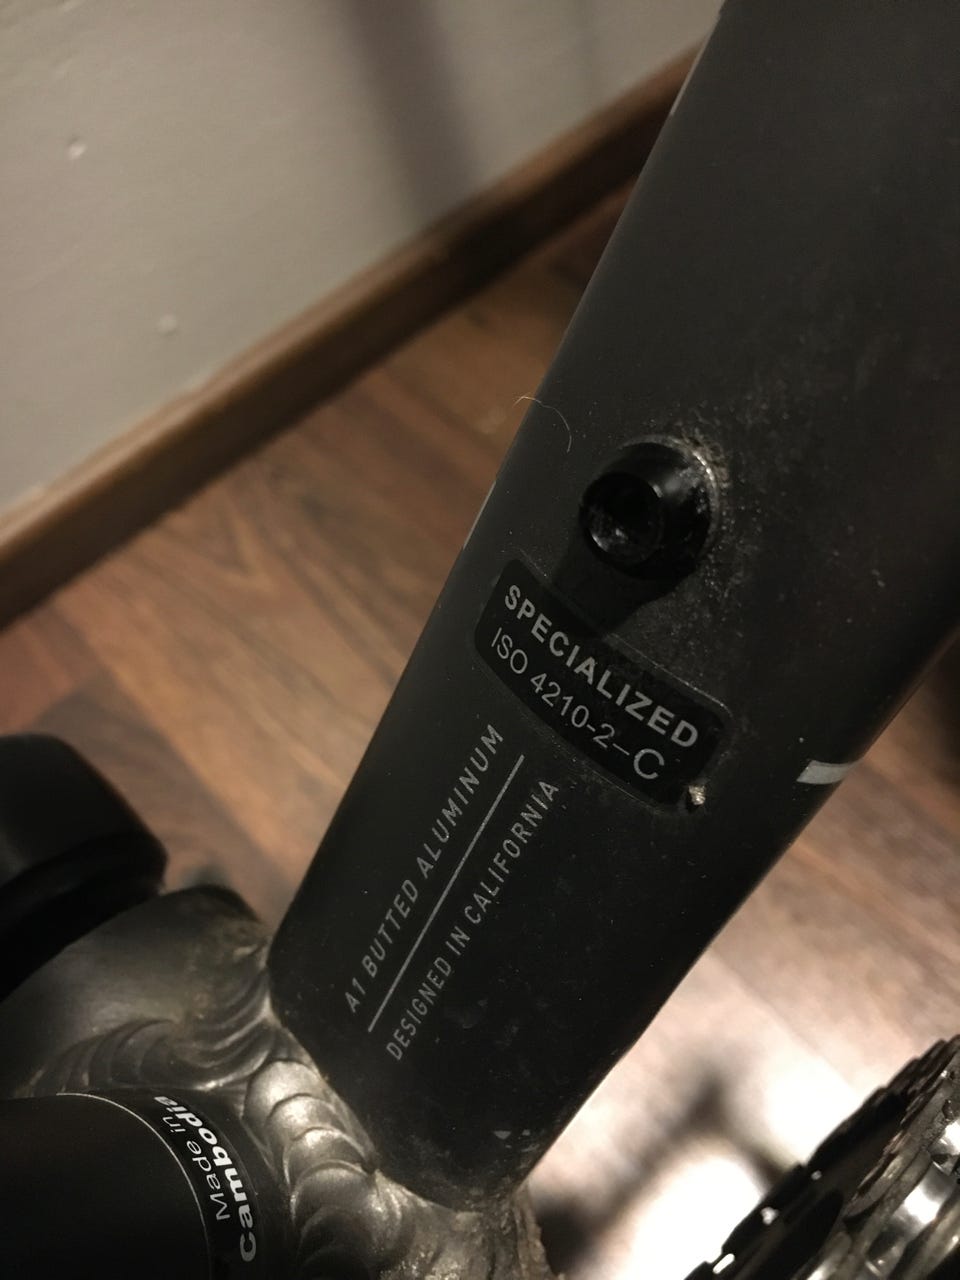 SPECIALIZED
ISO 4210-2-C
A1 BUTTED ALUMINUM
DESIGNED IN CALIFORNIA
Made in
Cambodia